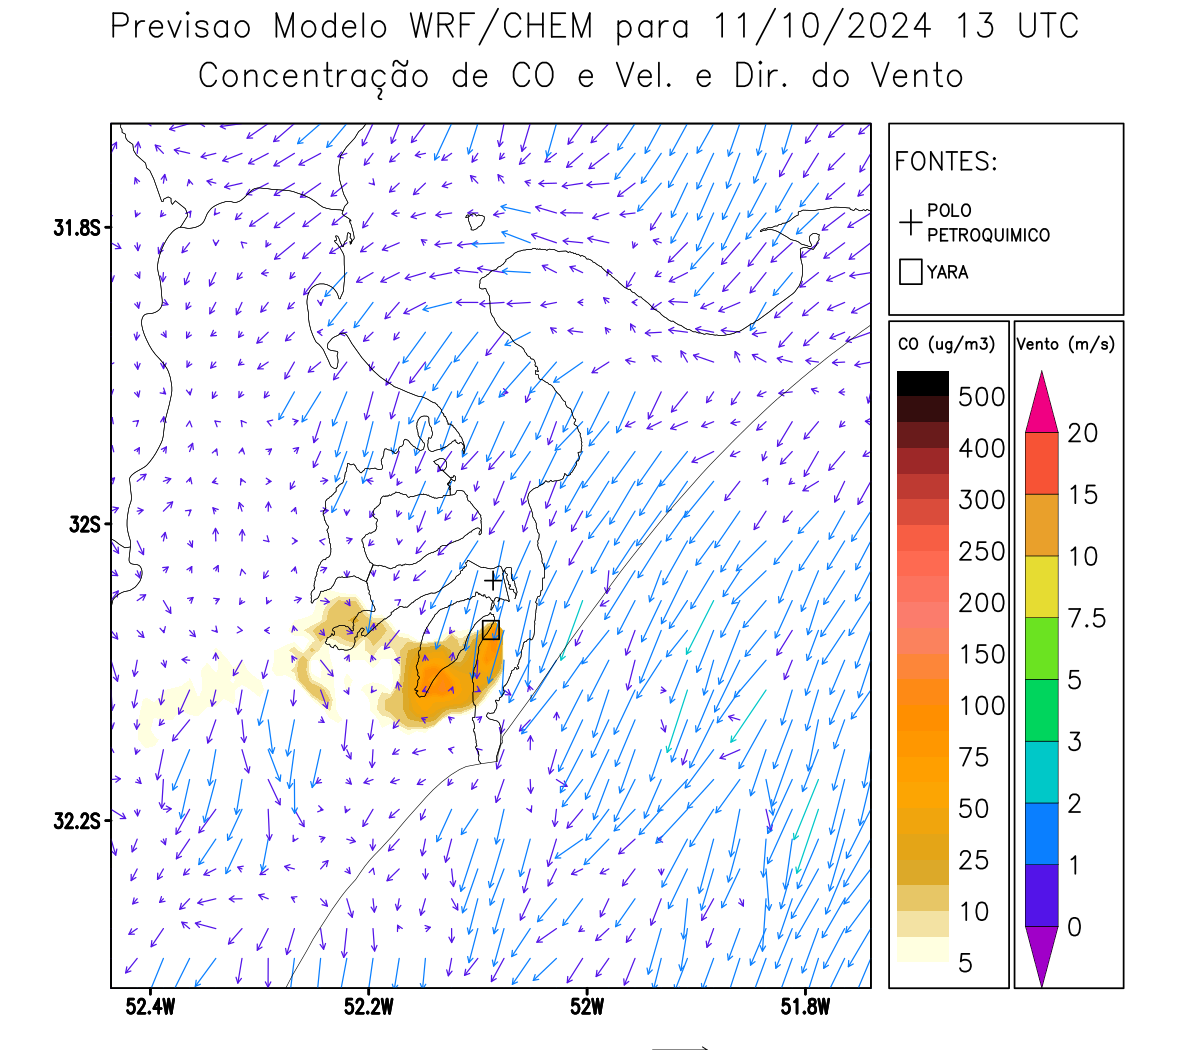 Previsao Modelo WRF/CHEM para 11/10/2024 13 UTC
Concentração de CO e Vel. e Dir. do Vento
FONTES:
POLO
PETROQUIMICO
YARA
31.8S
32S
32.2S
52.4W
52.2W
52W
51.8W
CO (ug/m3)
500
400
300
250
200
150
100
75
50
25
10
5
Vento (m/s)
20
15
10
7.5
5
3
2
1
0